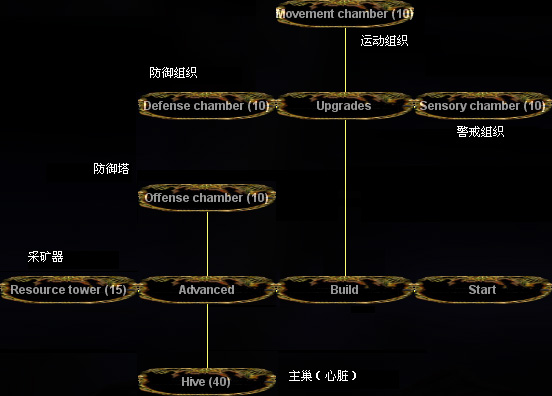 Movement chamber (10)
运动组织
防御组织
Defense chamber (10)
Upgrades
Sensory chamber (10)
警戒组织
防御塔
Offense chamber (10)
采矿器
Resource tower (15)
Advanced
Build
Start
Hive (40)
主巢（心脏）